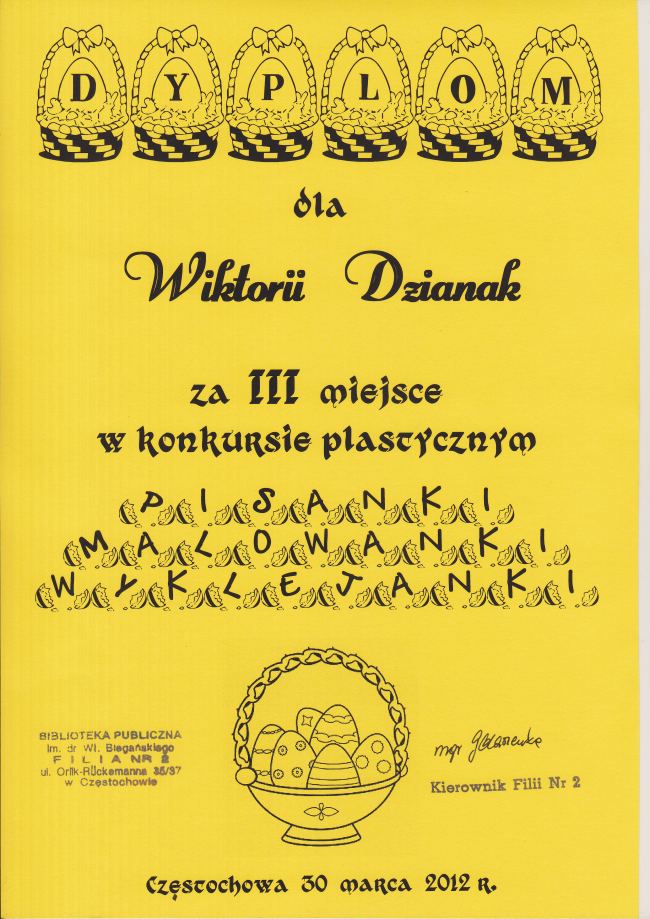 DYPLOM
dla
Wiktorii Dzianak
za III miejsce
w konkursie plastycznym
PISANKI
MALOWANKI
WYKLEJANKI
BIBLIOTEKA PUBLICZNA
im. dr Wł. Biegańskiego
FILIA NR 2
ul. Orlik-Rückemanna 35/37
w Częstochowie
mgr
Kierownik Filii Nr 2
Częstochowa 30 marca 2012 r.